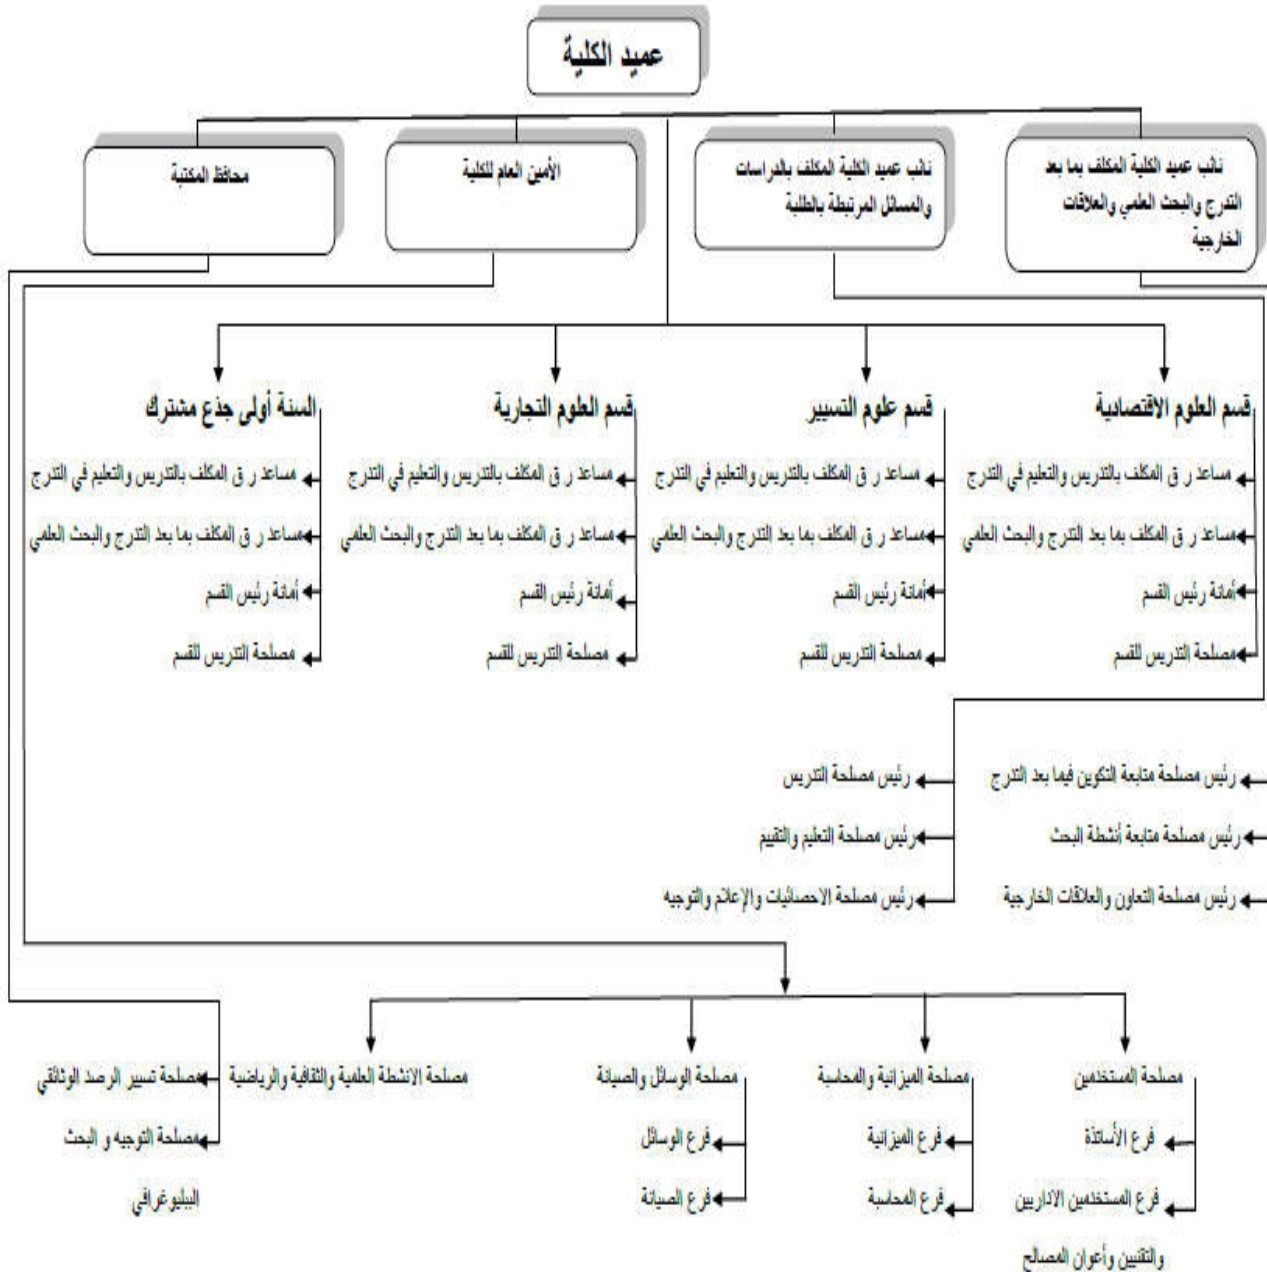 عميد الكلية
نائب عميد الكلية المكلف بما بعد
التدرج والبحث العلمي والعلاقات
الخارجية
نائب عميد الكلية المكلف بالدراسات
والمسائل المرتبطة بالطلبة
الأمين العام للكلية
محافظ المكتبة
قسم العلوم الاقتصادية
مساعد ر ق المكلف بالتدريس والتعليم في التدرج
مساعد ر ق المكلف بما بعد التدرج والبحث العلمي
أمانة رئيس القسم
مصلحة التدريس للقسم
قسم علوم التسيير
مساعد ر ق المكلف بالتدريس والتعليم في التدرج
مساعد ر ق المكلف بما بعد التدرج والبحث العلمي
أمانة رئيس القسم
مصلحة التدريس للقسم
قسم العلوم التجارية
مساعد ر ق المكلف بالتدريس والتعليم في التدرج
مساعد ر ق المكلف بما بعد التدرج والبحث العلمي
أمانة رئيس القسم
مصلحة التدريس للقسم
السنة أولى جذع مشترك
مساعد ر ق المكلف بالتدريس والتعليم في التدرج
مساعد ر ق المكلف بما بعد التدرج والبحث العلمي
أمانة رئيس القسم
مصلحة التدريس للقسم
رئيس مصلحة متابعة التكوين فيما بعد التدرج
رئيس مصلحة متابعة أنشطة البحث
رئيس مصلحة التعاون والعلاقات الخارجية
رئيس مصلحة التدريس
رئيس مصلحة التعليم والتقييم
رئيس مصلحة الاحصائيات والإعلام والتوجيه
مصلحة المستخدمين
فرع الأساتذة
فرع المستخدمين الاداريين
والتقنيين وأعوان المصالح
مصلحة الميزانية والمحاسبة
فرع الميزانية
فرع المحاسبة
مصلحة الوسائل والصيانة
فرع الوسائل
فرع الصيانة
مصلحة الانشطة العلمية والثقافية والرياضية
مصلحة تسيير الرصد الوثائقي
مصلحة التوجيه و البحث
الببليوغرافي